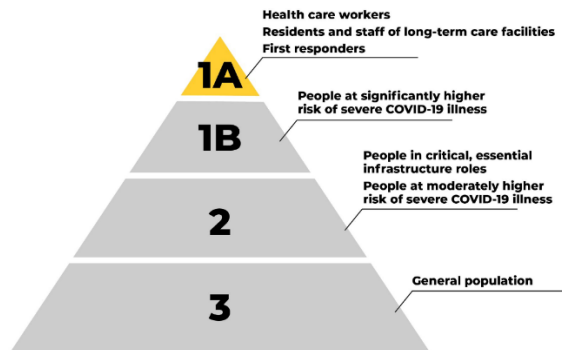 Health care workers
Residents and staff of long-term care facilities
First responders
1A
People at significantly higher
risk of severe COVID-19 illness
1B
People in critical, essential
infrastructure roles
People at moderately higher
risk of severe COVID-19 illness
2
General population
3